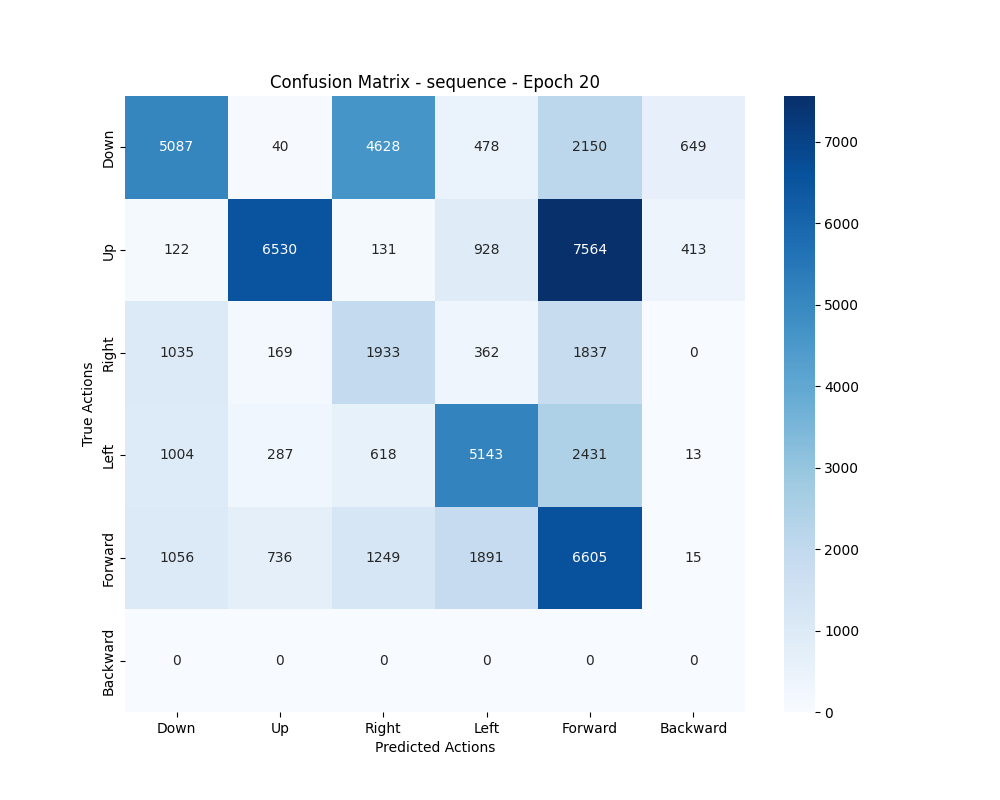 Confusion Matrix - sequence - Epoch 20
True Actions
Down 5087 40 4628 478 2150 649
Up 122 6530 131 928 7564 413
Right 1035 169 1933 362 1837 0
Left 1004 287 618 5143 2431 13
Forward 1056 736 1249 1891 6605 15
Backward 0 0 0 0 0 0
Down Up Right Left Forward Backward
Predicted Actions
7000
6000
5000
4000
3000
2000
1000
0